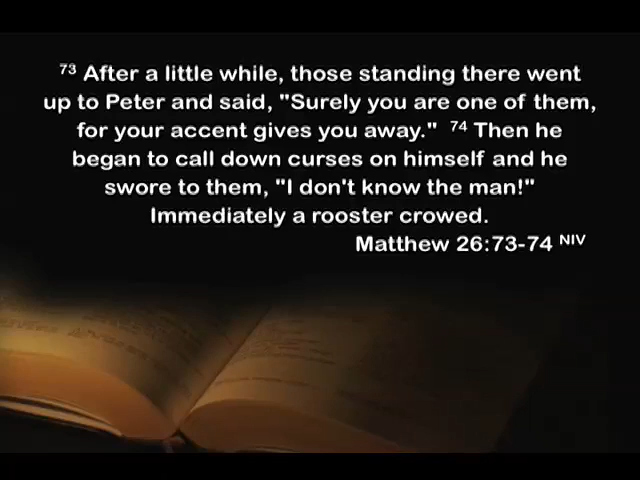 73 After a little while, those standing there went
up to Peter and said, "Surely you are one of them,
for your accent gives you away." 74 Then he
began to call down curses on himself and he
swore to them, "I don't know the man!"
Immediately a rooster crowed.
Matthew 26:73-74 NIV